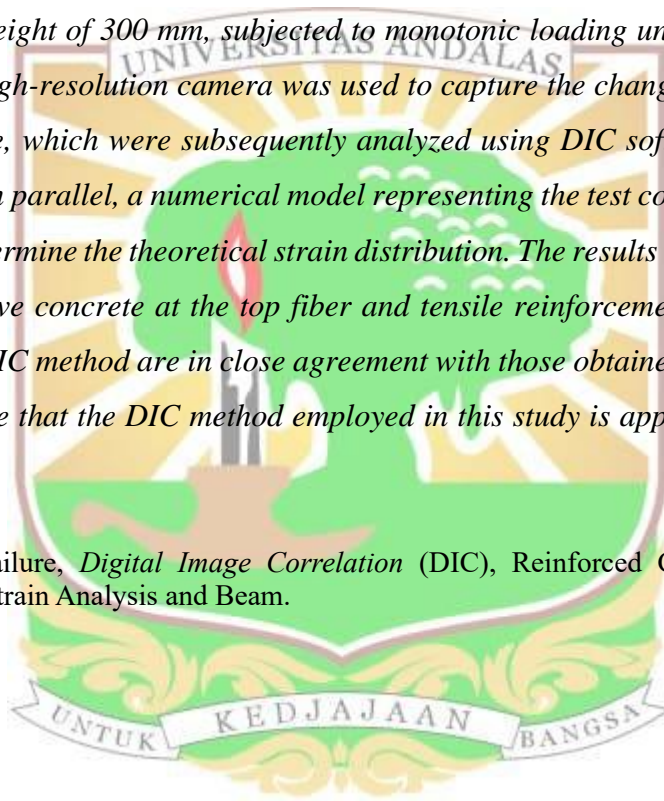 eight of 300 mm, subjected to monotonic loading un
UNIVERSITAS ANDALAS
gh-resolution camera was used to capture the chang
e, which were subsequently analyzed using DIC sof
n parallel, a numerical model representing the test co
ermine the theoretical strain distribution. The results
ve concrete at the top fiber and tensile reinforceme
IC method are in close agreement with those obtaine
e that the DIC method employed in this study is app
ailure, Digital Image Correlation (DIC), Reinforced C
train Analysis and Beam.
UNTUK KEDJAJAAN BANGSA